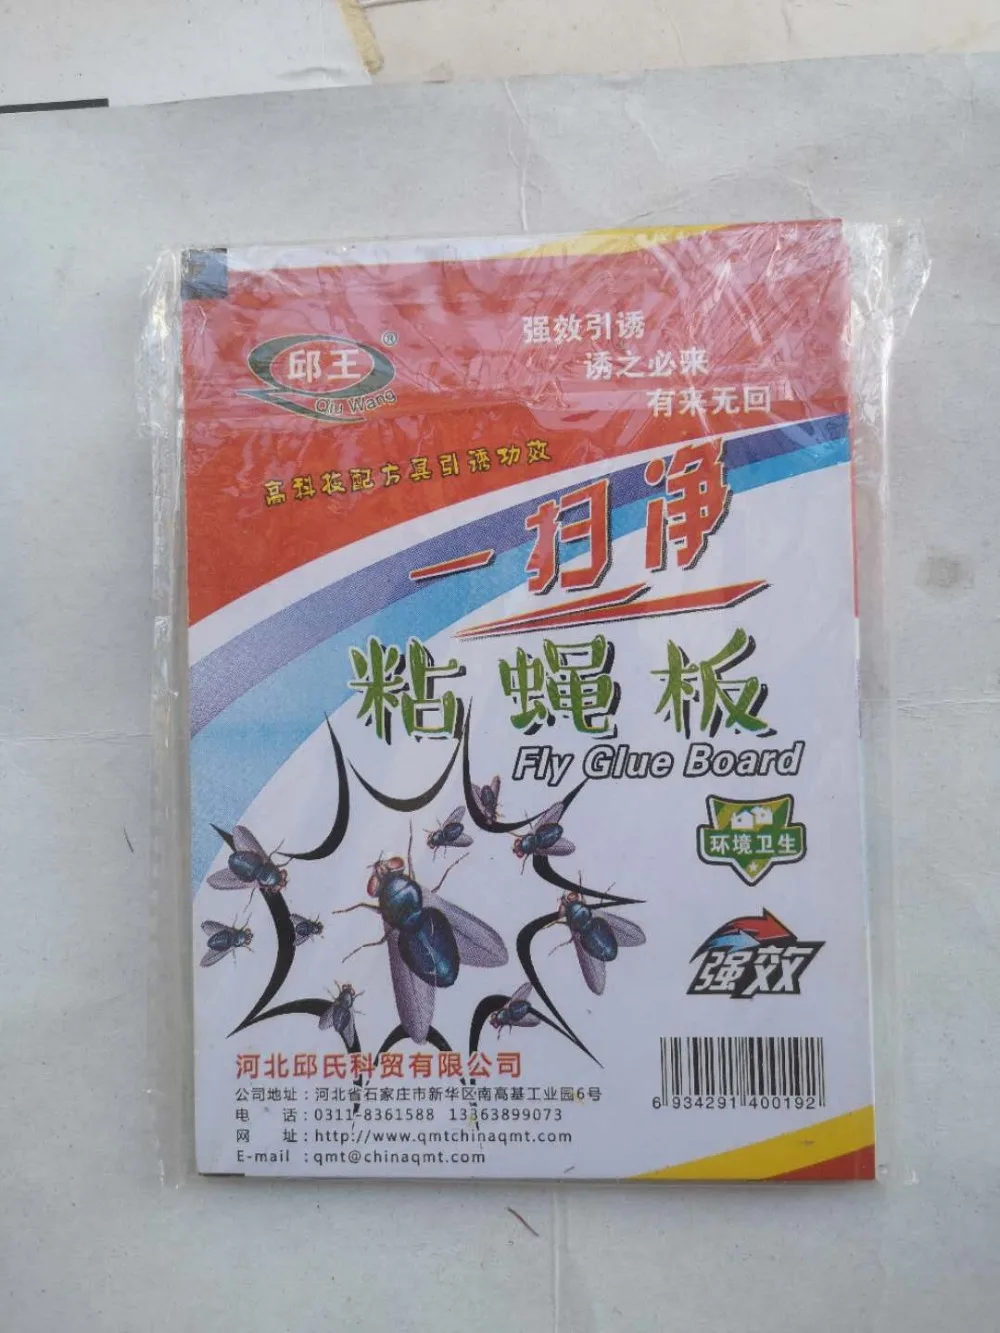 邱王®
Qiu Wang
强效引诱
诱之必来
有来无回
高科技配方具引诱功效
一扫净
粘蝇板
Fly Glue Board
环境卫生
强效
河北邱氏科贸有限公司
公司地址：河北省石家庄市新华区南高基工业园6号
电 话：0311-8361588 13363899073
网 址：http://www.qmtchinaqmt.com
E-mail：qmt@chinaqmt.com
6 934291 400192